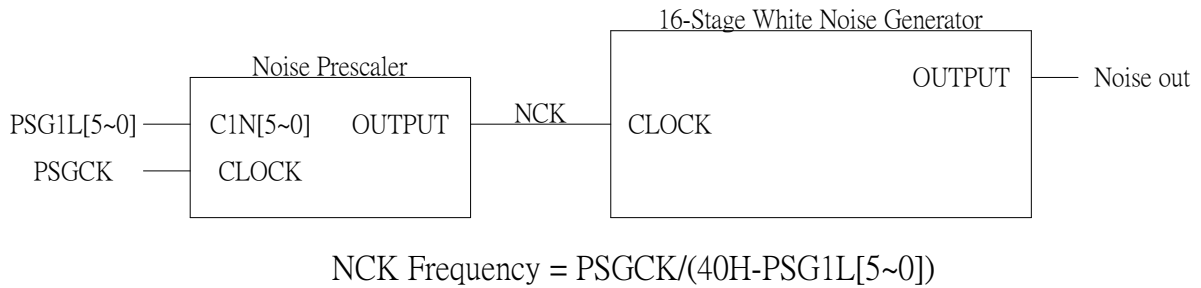 16-Stage White Noise Generator
Noise Prescaler
OUTPUT
Noise out
PSG1L[5~0]
C1N[5~0]
OUTPUT
NCK
CLOCK
PSGCK
CLOCK
NCK Frequency = PSGCK/(40H-PSG1L[5~0])